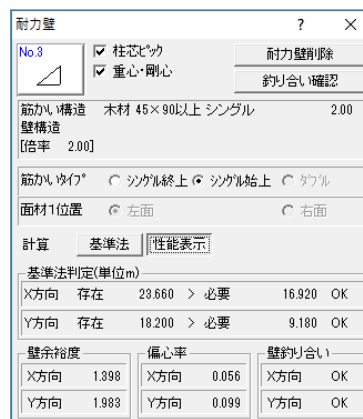 耐力壁 ? ×
No.3
柱芯ピック 耐力壁削除
重心・剛心 釣り合い確認
筋かい構造 木材 45×90以上 シングル 2.00
壁構造
[倍率 2.00]
筋かいタイプ シングル終上 シングル始上 ダブル
面材1位置 左面 右面
計算 基準法 性能表示
基準法判定(単位m)
X方向 存在 23.660 > 必要 16.920 OK
Y方向 存在 18.200 > 必要 9.180 OK
壁余裕度 偏心率 壁釣り合い
X方向 1.398 X方向 0.056 X方向 OK
Y方向 1.983 Y方向 0.099 Y方向 OK